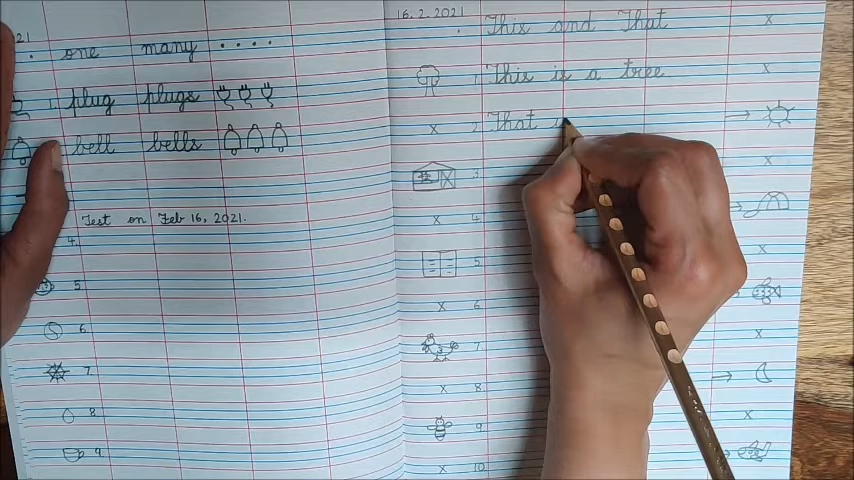 21
one many ....
1. plug plugs
bell bells
Test on Feb 16, 2021.
4.
5
6.
7.
8
9
16.2.2021
This and That x
1. This is a tree x
x 2. That is
3 x
x 4
5 x
x 6
7
x 8 x
9
x 10